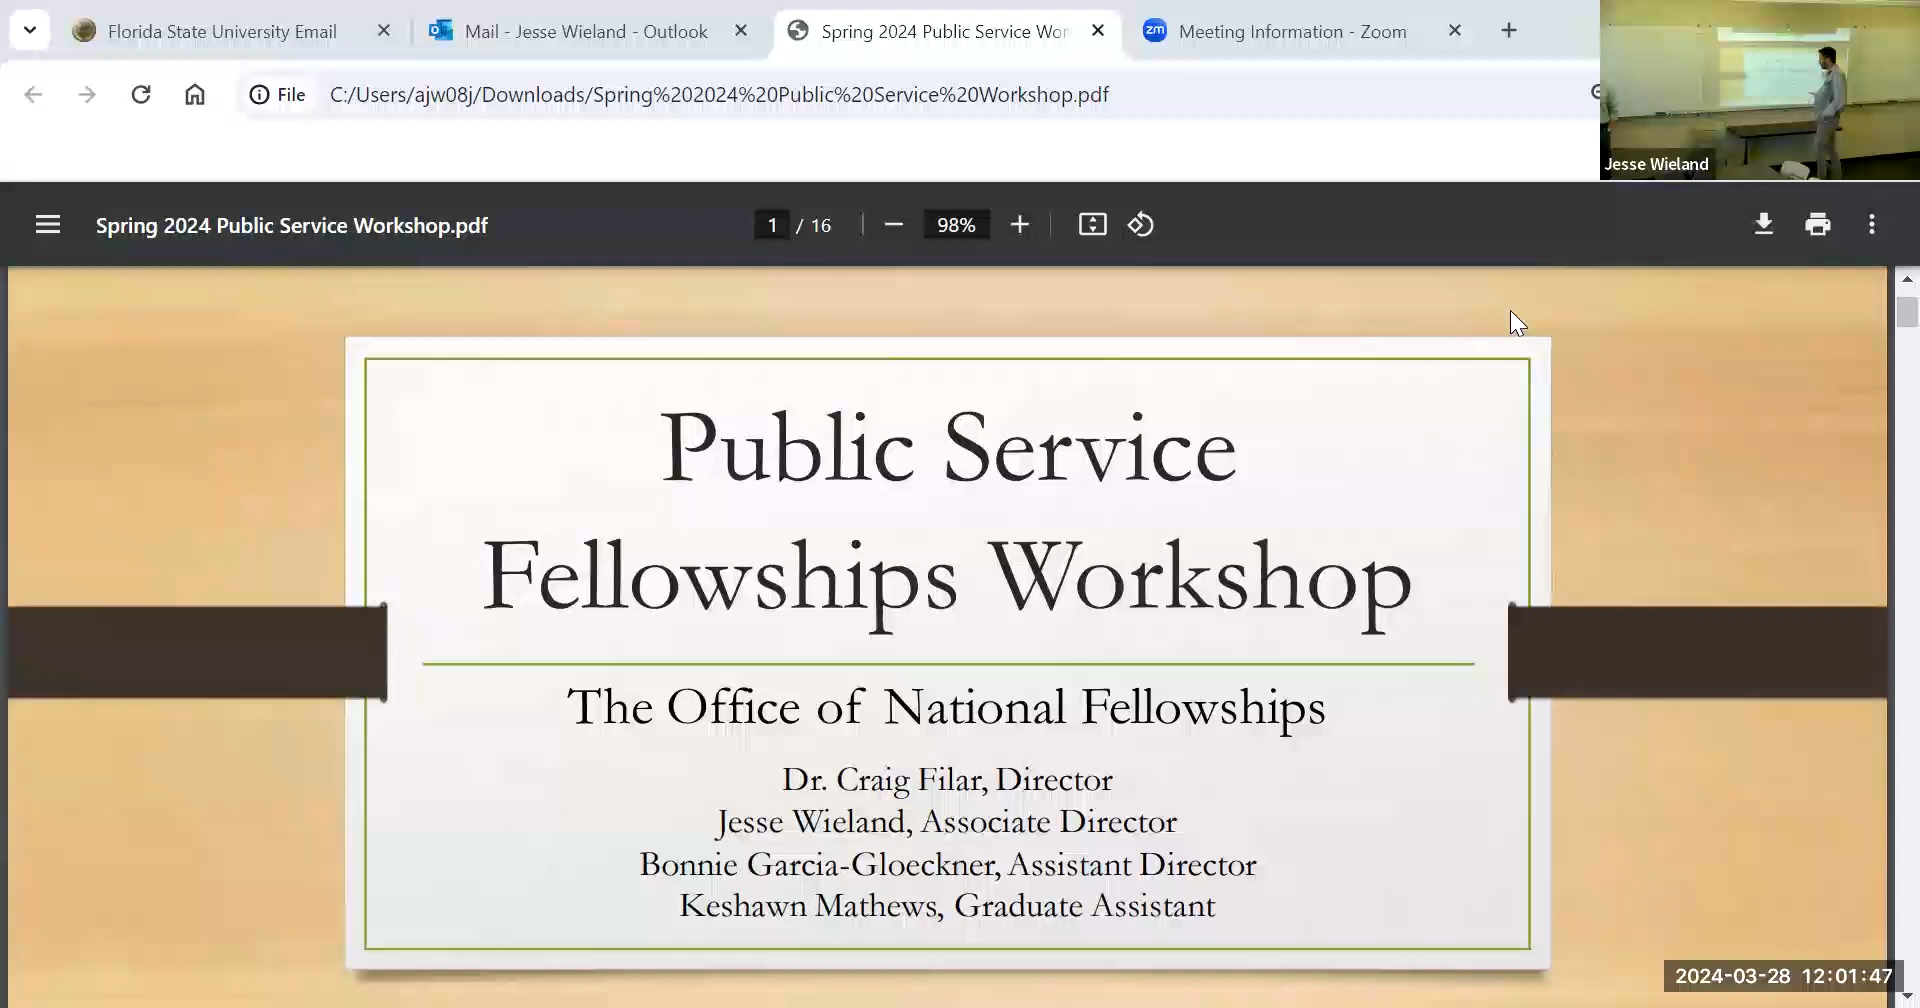 Florida State University Email
Mail - Jesse Wieland - Outlook
Spring 2024 Public Service Wor
zm
Meeting Information - Zoom
File
C:/Users/ajw08j/Downloads/Spring%202024%20Public%20Service%20Workshop.pdf
Jesse Wieland
Spring 2024 Public Service Workshop.pdf
1 / 16
98%
Public Service
Fellowships Workshop
The Office of National Fellowships
Dr. Craig Filar, Director
Jesse Wieland, Associate Director
Bonnie Garcia-Gloeckner, Assistant Director
Keshawn Mathews, Graduate Assistant
2024-03-28 12:01:47